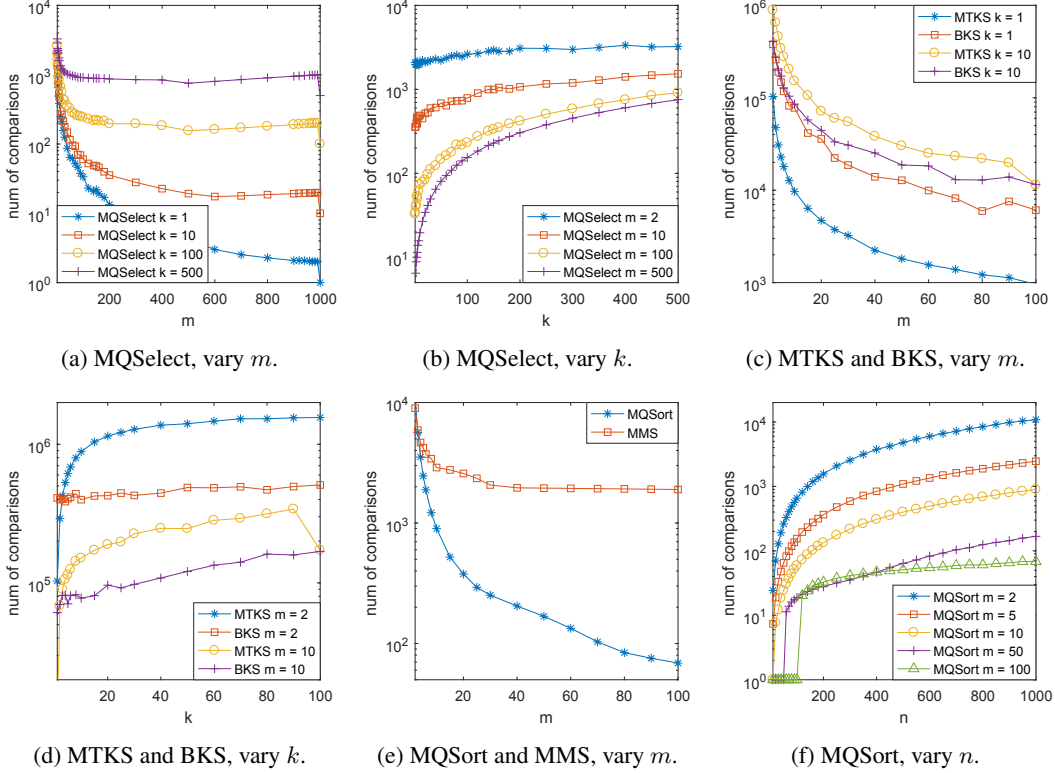 num of comparisons
10^4
10^3
10^2
10^1
10^0
MQSelect k = 1
MQSelect k = 10
MQSelect k = 100
MQSelect k = 500
200 400 600 800 1000
m
(a) MQSelect, vary m.
num of comparisons
10^4
10^3
10^2
10^1
MQSelect m = 2
MQSelect m = 10
MQSelect m = 100
MQSelect m = 500
100 200 300 400 500
k
(b) MQSelect, vary k.
num of comparisons
10^6
10^5
10^4
10^3
MTKS k = 1
BKS k = 1
MTKS k = 10
BKS k = 10
20 40 60 80 100
m
(c) MTKS and BKS, vary m.
num of comparisons
10^6
10^5
MTKS m = 2
BKS m = 2
MTKS m = 10
BKS m = 10
20 40 60 80 100
k
(d) MTKS and BKS, vary k.
num of comparisons
10^4
10^3
10^2
MQSort
MMS
20 40 60 80 100
m
(e) MQSort and MMS, vary m.
num of comparisons
10^4
10^3
10^2
10^1
10^0
MQSort m = 2
MQSort m = 5
MQSort m = 10
MQSort m = 50
MQSort m = 100
200 400 600 800 1000
n
(f) MQSort, vary n.